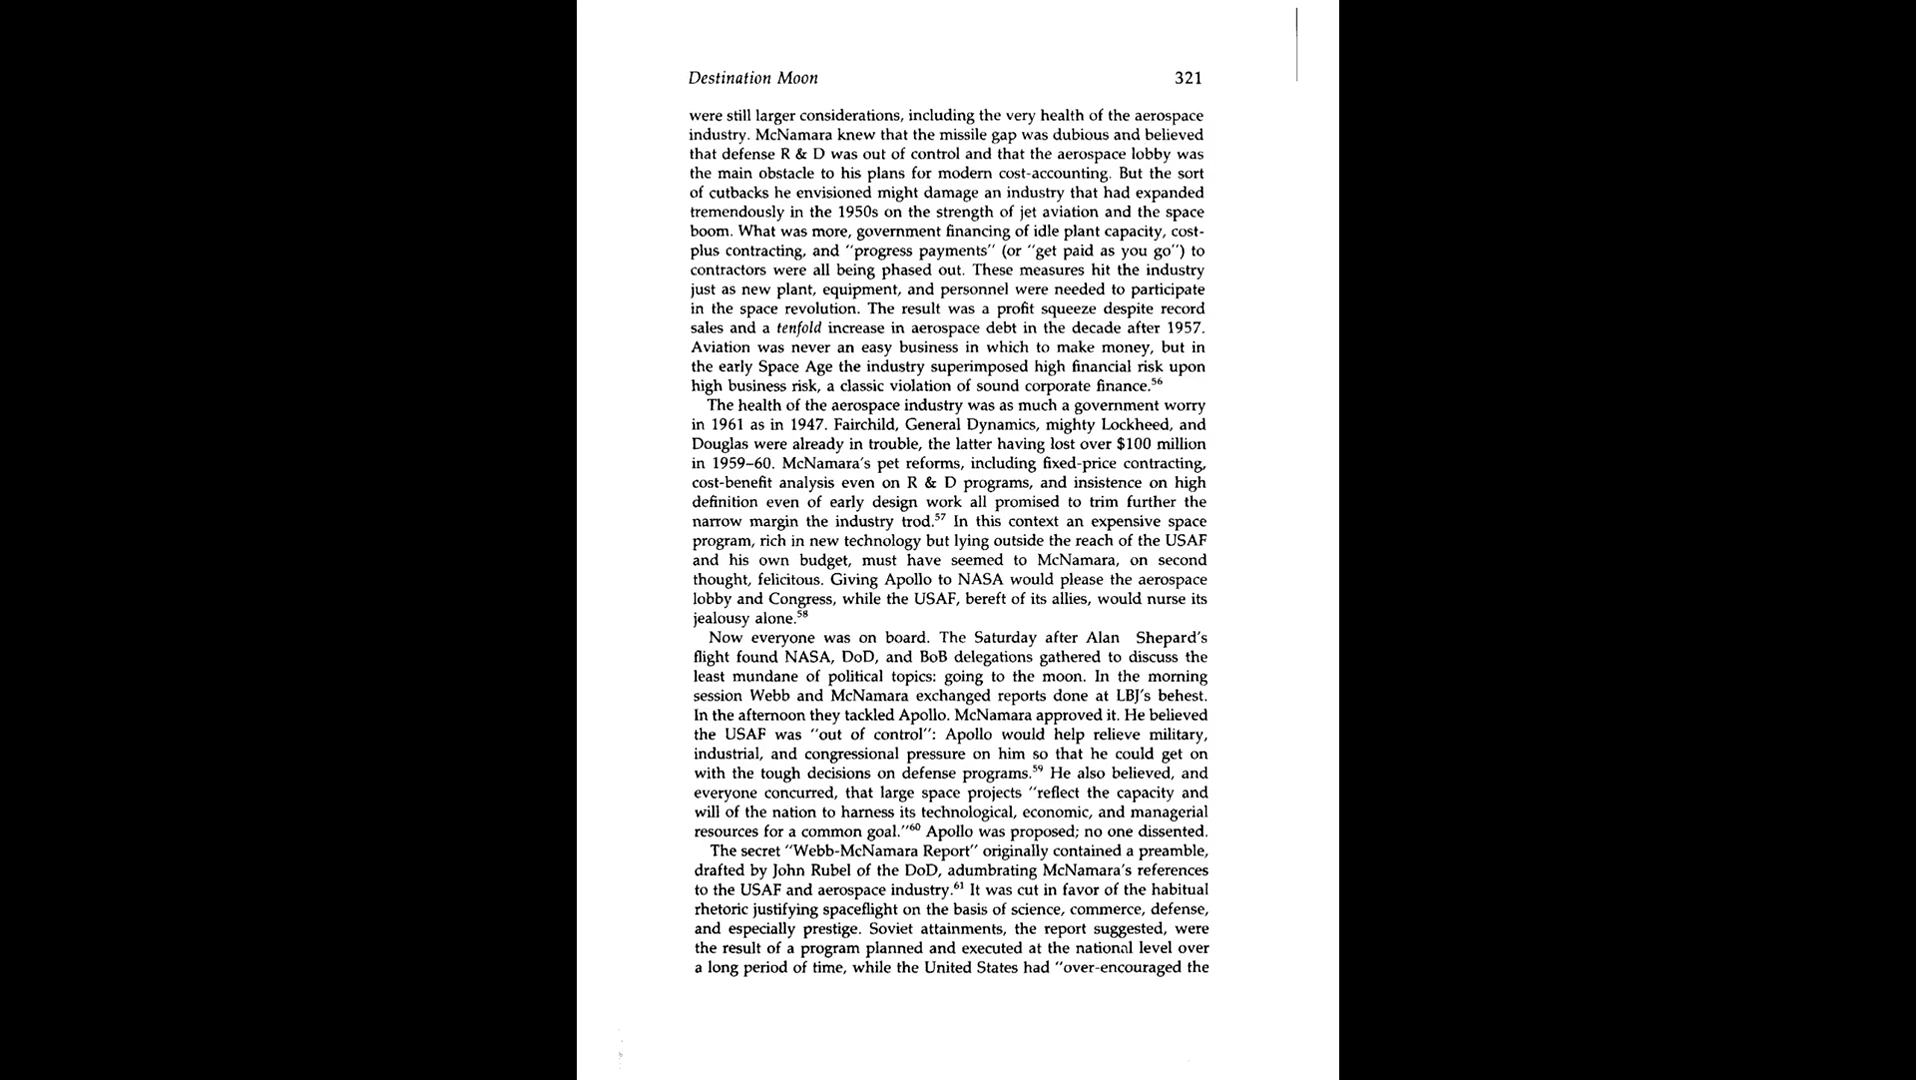 Destination Moon 321
were still larger considerations, including the very health of the aerospace
industry. McNamara knew that the missile gap was dubious and believed
that defense R & D was out of control and that the aerospace lobby was
the main obstacle to his plans for modern cost-accounting. But the sort
of cutbacks he envisioned might damage an industry that had expanded
tremendously in the 1950s on the strength of jet aviation and the space
boom. What was more, government financing of idle plant capacity, cost-
plus contracting, and "progress payments" (or "get paid as you go") to
contractors were all being phased out. These measures hit the industry
just as new plant, equipment, and personnel were needed to participate
in the space revolution. The result was a profit squeeze despite record
sales and a tenfold increase in aerospace debt in the decade after 1957.
Aviation was never an easy business in which to make money, but in
the early Space Age the industry superimposed high financial risk upon
high business risk, a classic violation of sound corporate finance.56
The health of the aerospace industry was as much a government worry
in 1961 as in 1947. Fairchild, General Dynamics, mighty Lockheed, and
Douglas were already in trouble, the latter having lost over $100 million
in 1959–60. McNamara's pet reforms, including fixed-price contracting,
cost-benefit analysis even on R & D programs, and insistence on high
definition even of early design work all promised to trim further the
narrow margin the industry trod.57 In this context an expensive space
program, rich in new technology but lying outside the reach of the USAF
and his own budget, must have seemed to McNamara, on second
thought, felicitous. Giving Apollo to NASA would please the aerospace
lobby and Congress, while the USAF, bereft of its allies, would nurse its
jealousy alone.58
Now everyone was on board. The Saturday after Alan Shepard's
flight found NASA, DoD, and BoB delegations gathered to discuss the
least mundane of political topics: going to the moon. In the morning
session Webb and McNamara exchanged reports done at LBJ's behest.
In the afternoon they tackled Apollo. McNamara approved it. He believed
the USAF was "out of control": Apollo would help relieve military,
industrial, and congressional pressure on him so that he could get on
with the tough decisions on defense programs.59 He also believed, and
everyone concurred, that large space projects "reflect the capacity and
will of the nation to harness its technological, economic, and managerial
resources for a common goal."60 Apollo was proposed; no one dissented.
The secret "Webb-McNamara Report" originally contained a preamble,
drafted by John Rubel of the DoD, adumbrating McNamara's references
to the USAF and aerospace industry.61 It was cut in favor of the habitual
rhetoric justifying spaceflight on the basis of science, commerce, defense,
and especially prestige. Soviet attainments, the report suggested, were
the result of a program planned and executed at the national level over
a long period of time, while the United States had "over-encouraged the